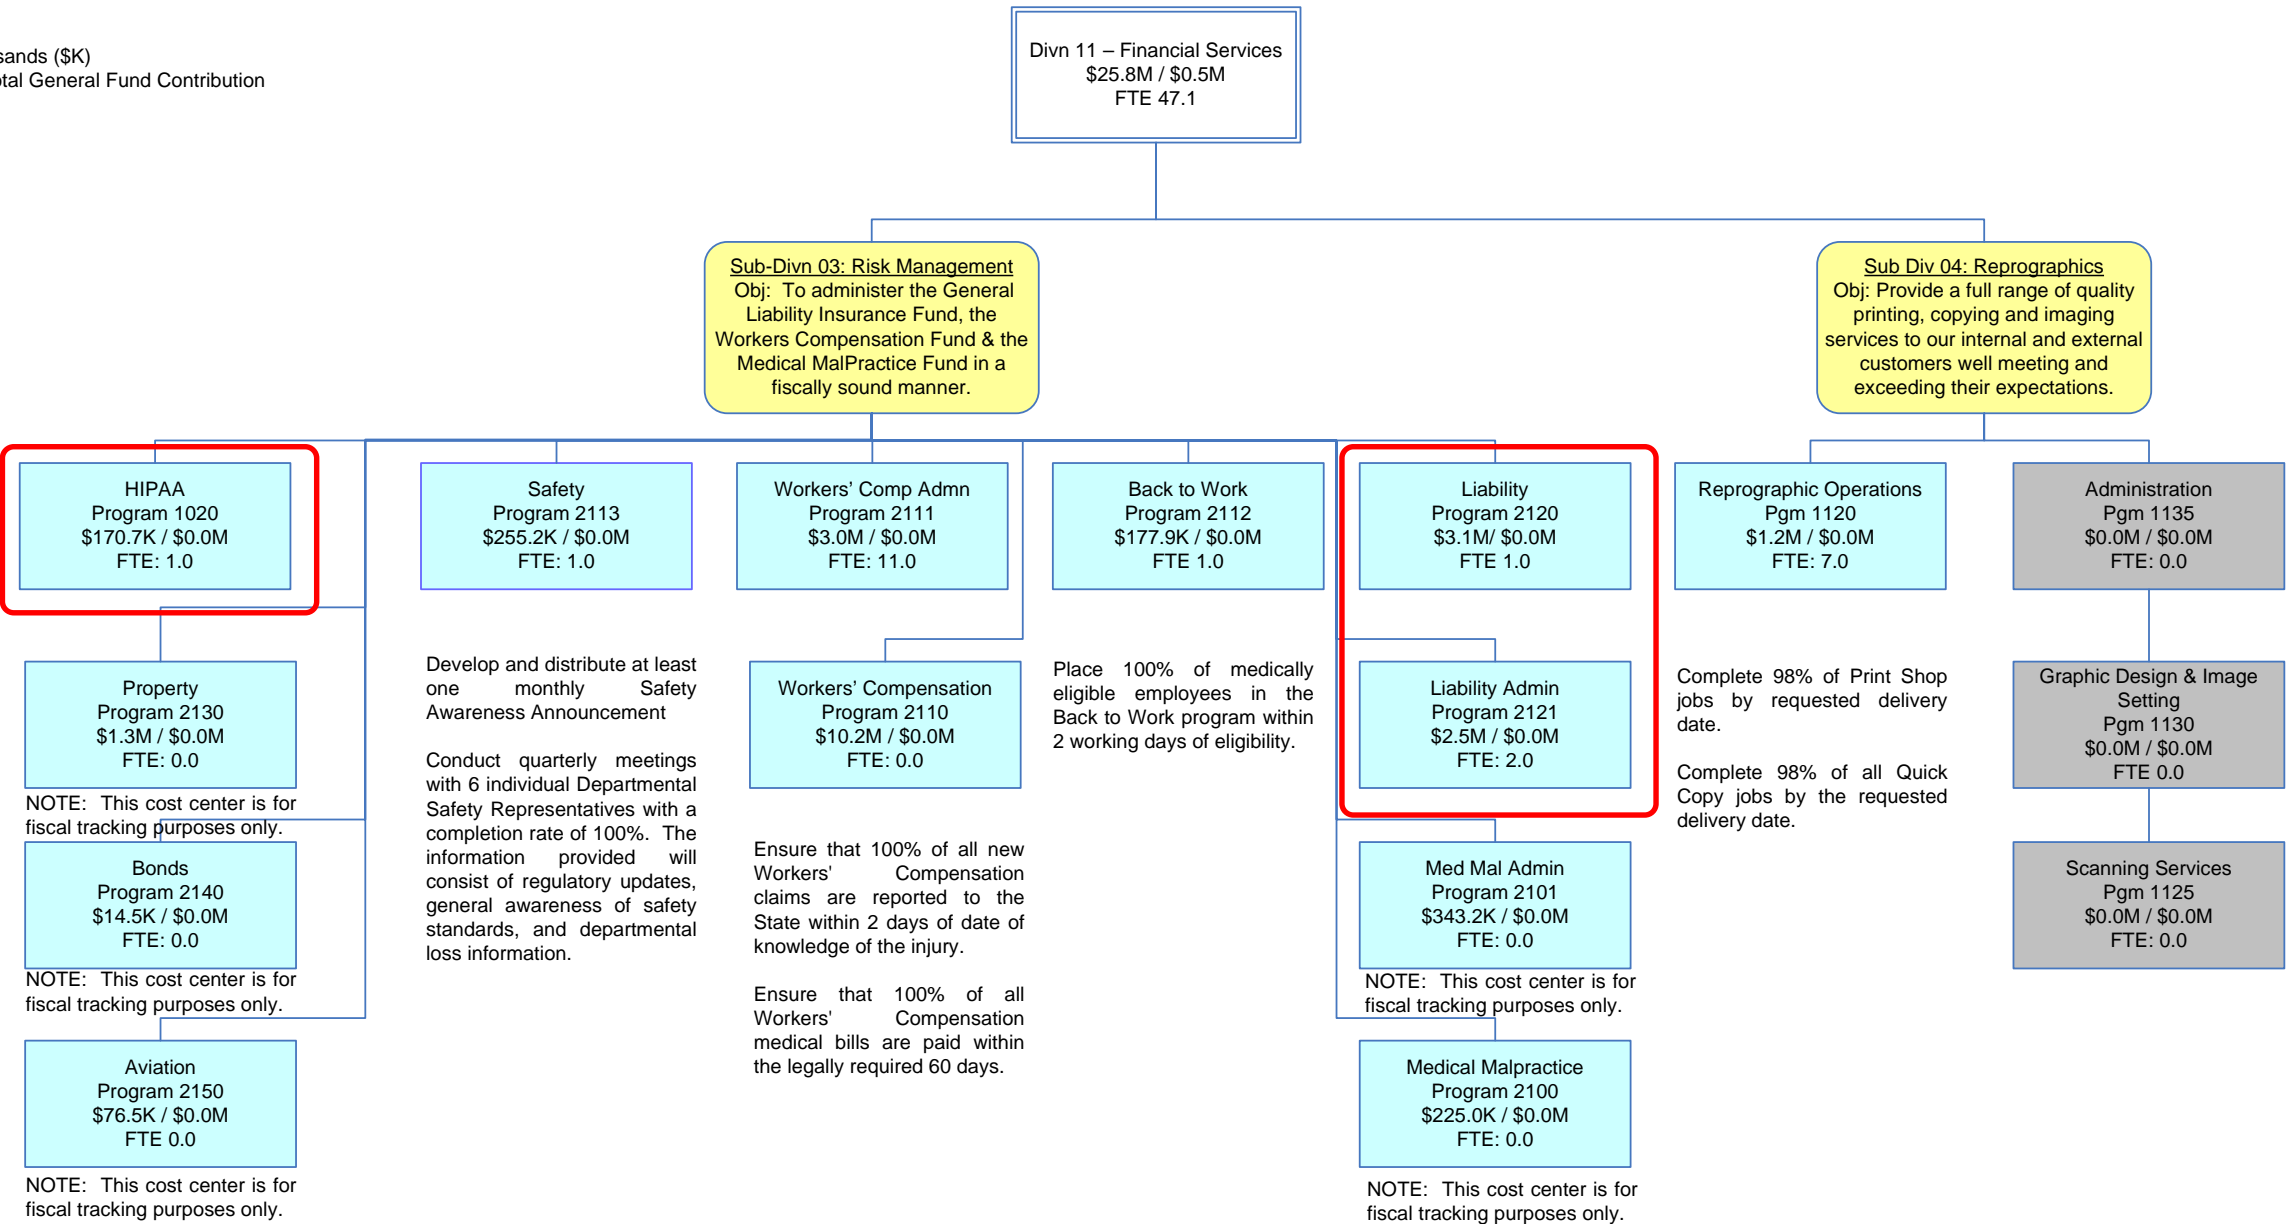 sands ($K)
tal General Fund Contribution
Divn 11 – Financial Services
$25.8M / $0.5M
FTE 47.1
Sub-Divn 03: Risk Management
Obj: To administer the General
Liability Insurance Fund, the
Workers Compensation Fund & the
Medical MalPractice Fund in a
fiscally sound manner.
Sub Div 04: Reprographics
Obj: Provide a full range of quality
printing, copying and imaging
services to our internal and external
customers well meeting and
exceeding their expectations.
HIPAA
Program 1020
$170.7K / $0.0M
FTE: 1.0
Safety
Program 2113
$255.2K / $0.0M
FTE: 1.0
Workers' Comp Admn
Program 2111
$3.0M / $0.0M
FTE: 11.0
Back to Work
Program 2112
$177.9K / $0.0M
FTE 1.0
Liability
Program 2120
$3.1M/ $0.0M
FTE 1.0
Reprographic Operations
Pgm 1120
$1.2M / $0.0M
FTE: 7.0
Administration
Pgm 1135
$0.0M / $0.0M
FTE: 0.0
Property
Program 2130
$1.3M / $0.0M
FTE: 0.0
NOTE: This cost center is for
fiscal tracking purposes only.
Develop and distribute at least
one monthly Safety
Awareness Announcement
Conduct quarterly meetings
with 6 individual Departmental
Safety Representatives with a
completion rate of 100%. The
information provided will
consist of regulatory updates,
general awareness of safety
standards, and departmental
loss information.
Workers' Compensation
Program 2110
$10.2M / $0.0M
FTE: 0.0
Ensure that 100% of all new
Workers' Compensation
claims are reported to the
State within 2 days of date of
knowledge of the injury.
Ensure that 100% of all
Workers' Compensation
medical bills are paid within
the legally required 60 days.
Place 100% of medically
eligible employees in the
Back to Work program within
2 working days of eligibility.
Liability Admin
Program 2121
$2.5M / $0.0M
FTE: 2.0
Complete 98% of Print Shop
jobs by requested delivery
date.
Complete 98% of all Quick
Copy jobs by the requested
delivery date.
Graphic Design & Image
Setting
Pgm 1130
$0.0M / $0.0M
FTE 0.0
Bonds
Program 2140
$14.5K / $0.0M
FTE: 0.0
NOTE: This cost center is for
fiscal tracking purposes only.
Med Mal Admin
Program 2101
$343.2K / $0.0M
FTE: 0.0
NOTE: This cost center is for
fiscal tracking purposes only.
Scanning Services
Pgm 1125
$0.0M / $0.0M
FTE: 0.0
Aviation
Program 2150
$76.5K / $0.0M
FTE 0.0
NOTE: This cost center is for
fiscal tracking purposes only.
Medical Malpractice
Program 2100
$225.0K / $0.0M
FTE: 0.0
NOTE: This cost center is for
fiscal tracking purposes only.